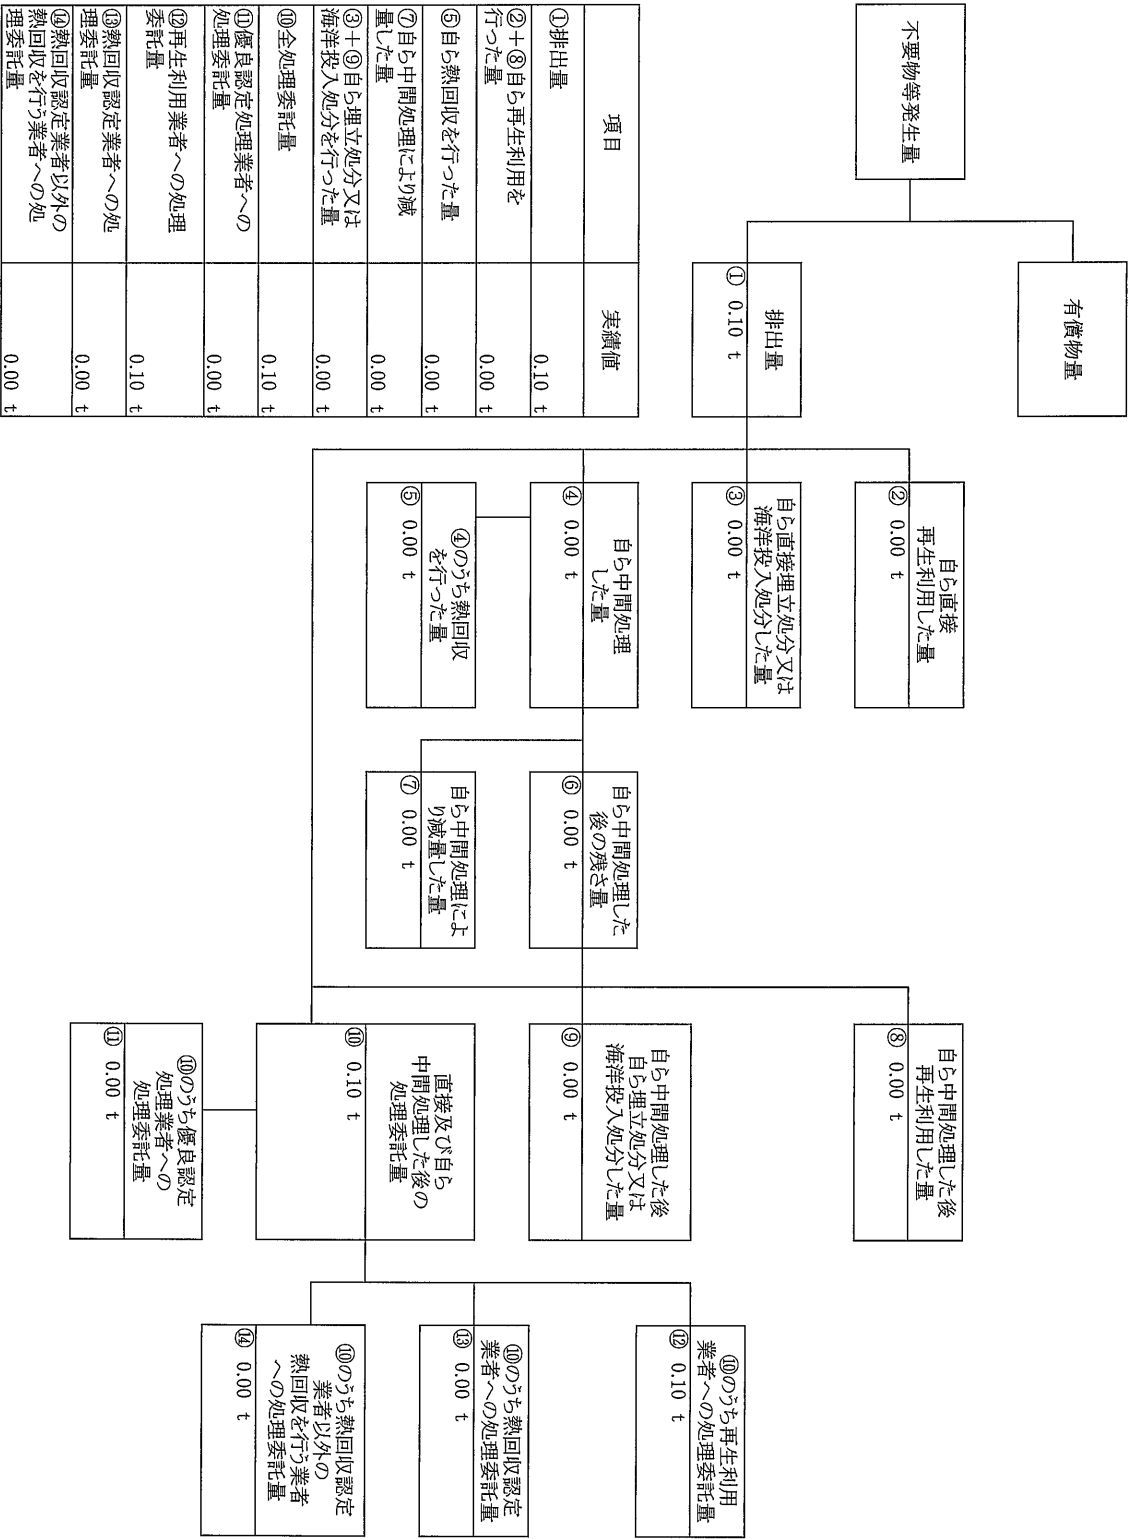 不要物等発生量
有償物量
排出量
① 0.10 t
自ら直接
再生利用した量
② 0.00 t
自ら直接埋立処分又は
海洋投入処分した量
③ 0.00 t
自ら中間処理
した量
④ 0.00 t
④のうち熱回収
を行った量
⑤ 0.00 t
自ら中間処理した
後の残さ量
⑥ 0.00 t
自ら中間処理によ
り減量した量
⑦ 0.00 t
自ら中間処理した後
再生利用した量
⑧ 0.00 t
自ら中間処理した後
自ら埋立処分又は
海洋投入処分した量
⑨ 0.00 t
直接及び自ら
中間処理した後の
処理委託量
⑩ 0.10 t
⑩のうち優良認定
処理業者への
処理委託量
⑪ 0.00 t
⑩のうち再生利用
業者への処理委託量
⑫ 0.10 t
⑩のうち熱回収認定
業者への処理委託量
⑬ 0.00 t
⑩のうち熱回収認定
業者以外の
熱回収を行う業者
への処理委託量
⑭ 0.00 t
項目 実績値
①排出量 0.10 t
②+⑧自ら再生利用を
行った量 0.00 t
⑤自ら熱回収を行った量 0.00 t
⑦自ら中間処理により減
量した量 0.00 t
③+⑨自ら埋立処分又は
海洋投入処分を行った量 0.00 t
⑩全処理委託量 0.10 t
⑪優良認定処理業者への
処理委託量 0.00 t
⑫再生利用業者への処理
委託量 0.10 t
⑬熱回収認定業者への処
理委託量 0.00 t
⑭熱回収認定業者以外の
熱回収を行う業者への処
理委託量 0.00 t